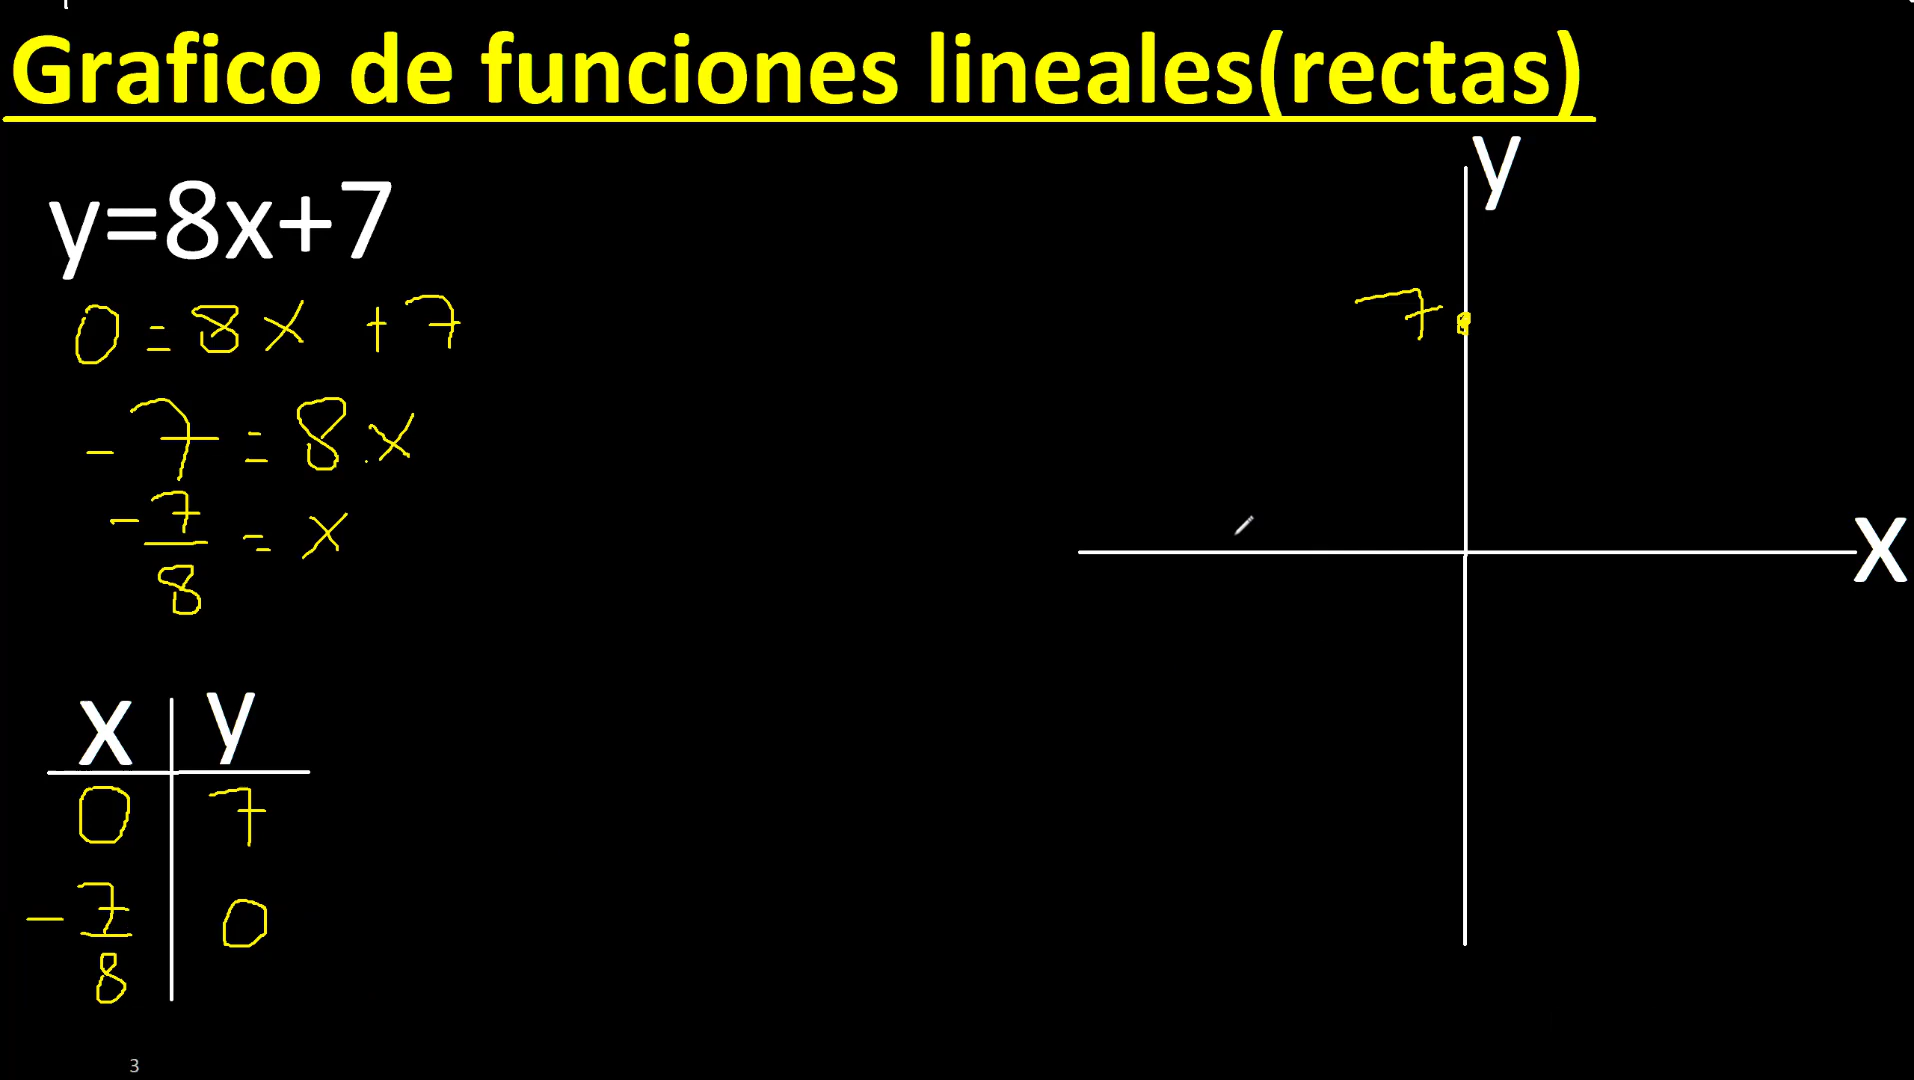 Grafico de funciones lineales(rectas)
y=8x+7
0=8x +7
-7=8.x
-7/8=x
x y
0 7
-7/8 0
y
7
x
3